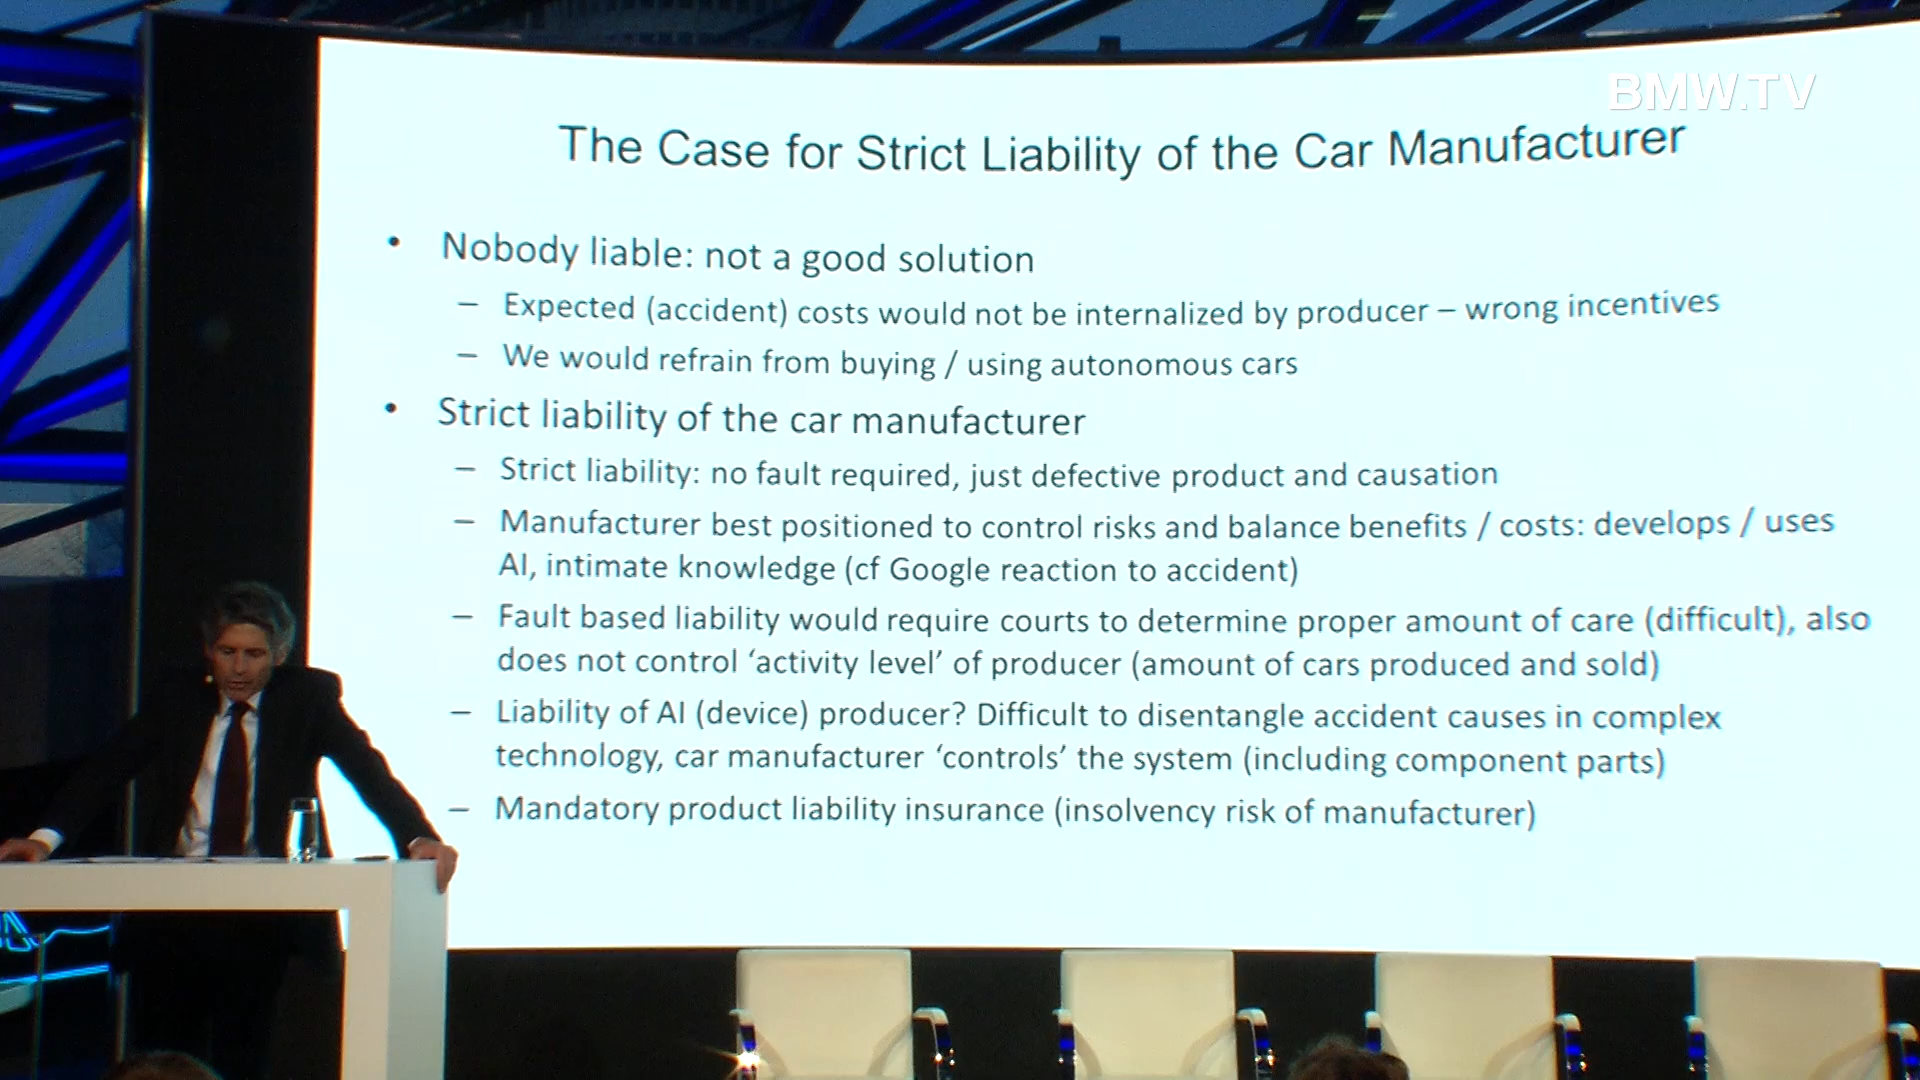 BMW.TV
The Case for Strict Liability of the Car Manufacturer
• Nobody liable: not a good solution
– Expected (accident) costs would not be internalized by producer – wrong incentives
– We would refrain from buying / using autonomous cars
• Strict liability of the car manufacturer
– Strict liability: no fault required, just defective product and causation
– Manufacturer best positioned to control risks and balance benefits / costs: develops / uses
AI, intimate knowledge (cf Google reaction to accident)
– Fault based liability would require courts to determine proper amount of care (difficult), also
does not control ‘activity level’ of producer (amount of cars produced and sold)
– Liability of AI (device) producer? Difficult to disentangle accident causes in complex
technology, car manufacturer ‘controls’ the system (including component parts)
– Mandatory product liability insurance (insolvency risk of manufacturer)